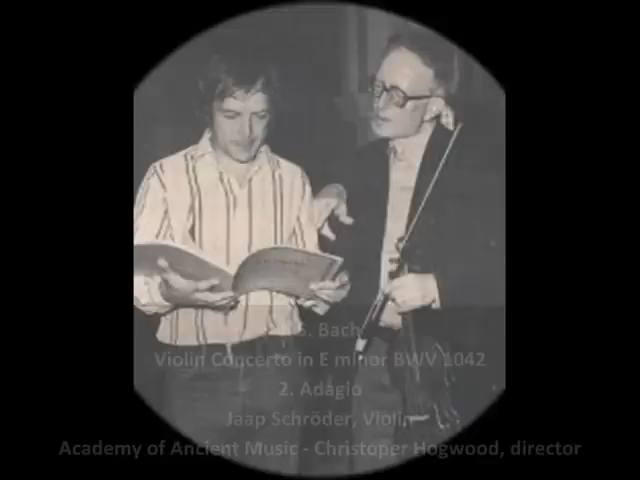 J.S. Bach
Violin Concerto in E minor BWV 1042
2. Adagio
Jaap Schröder, Violin
Academy of Ancient Music - Christoper Hogwood, director